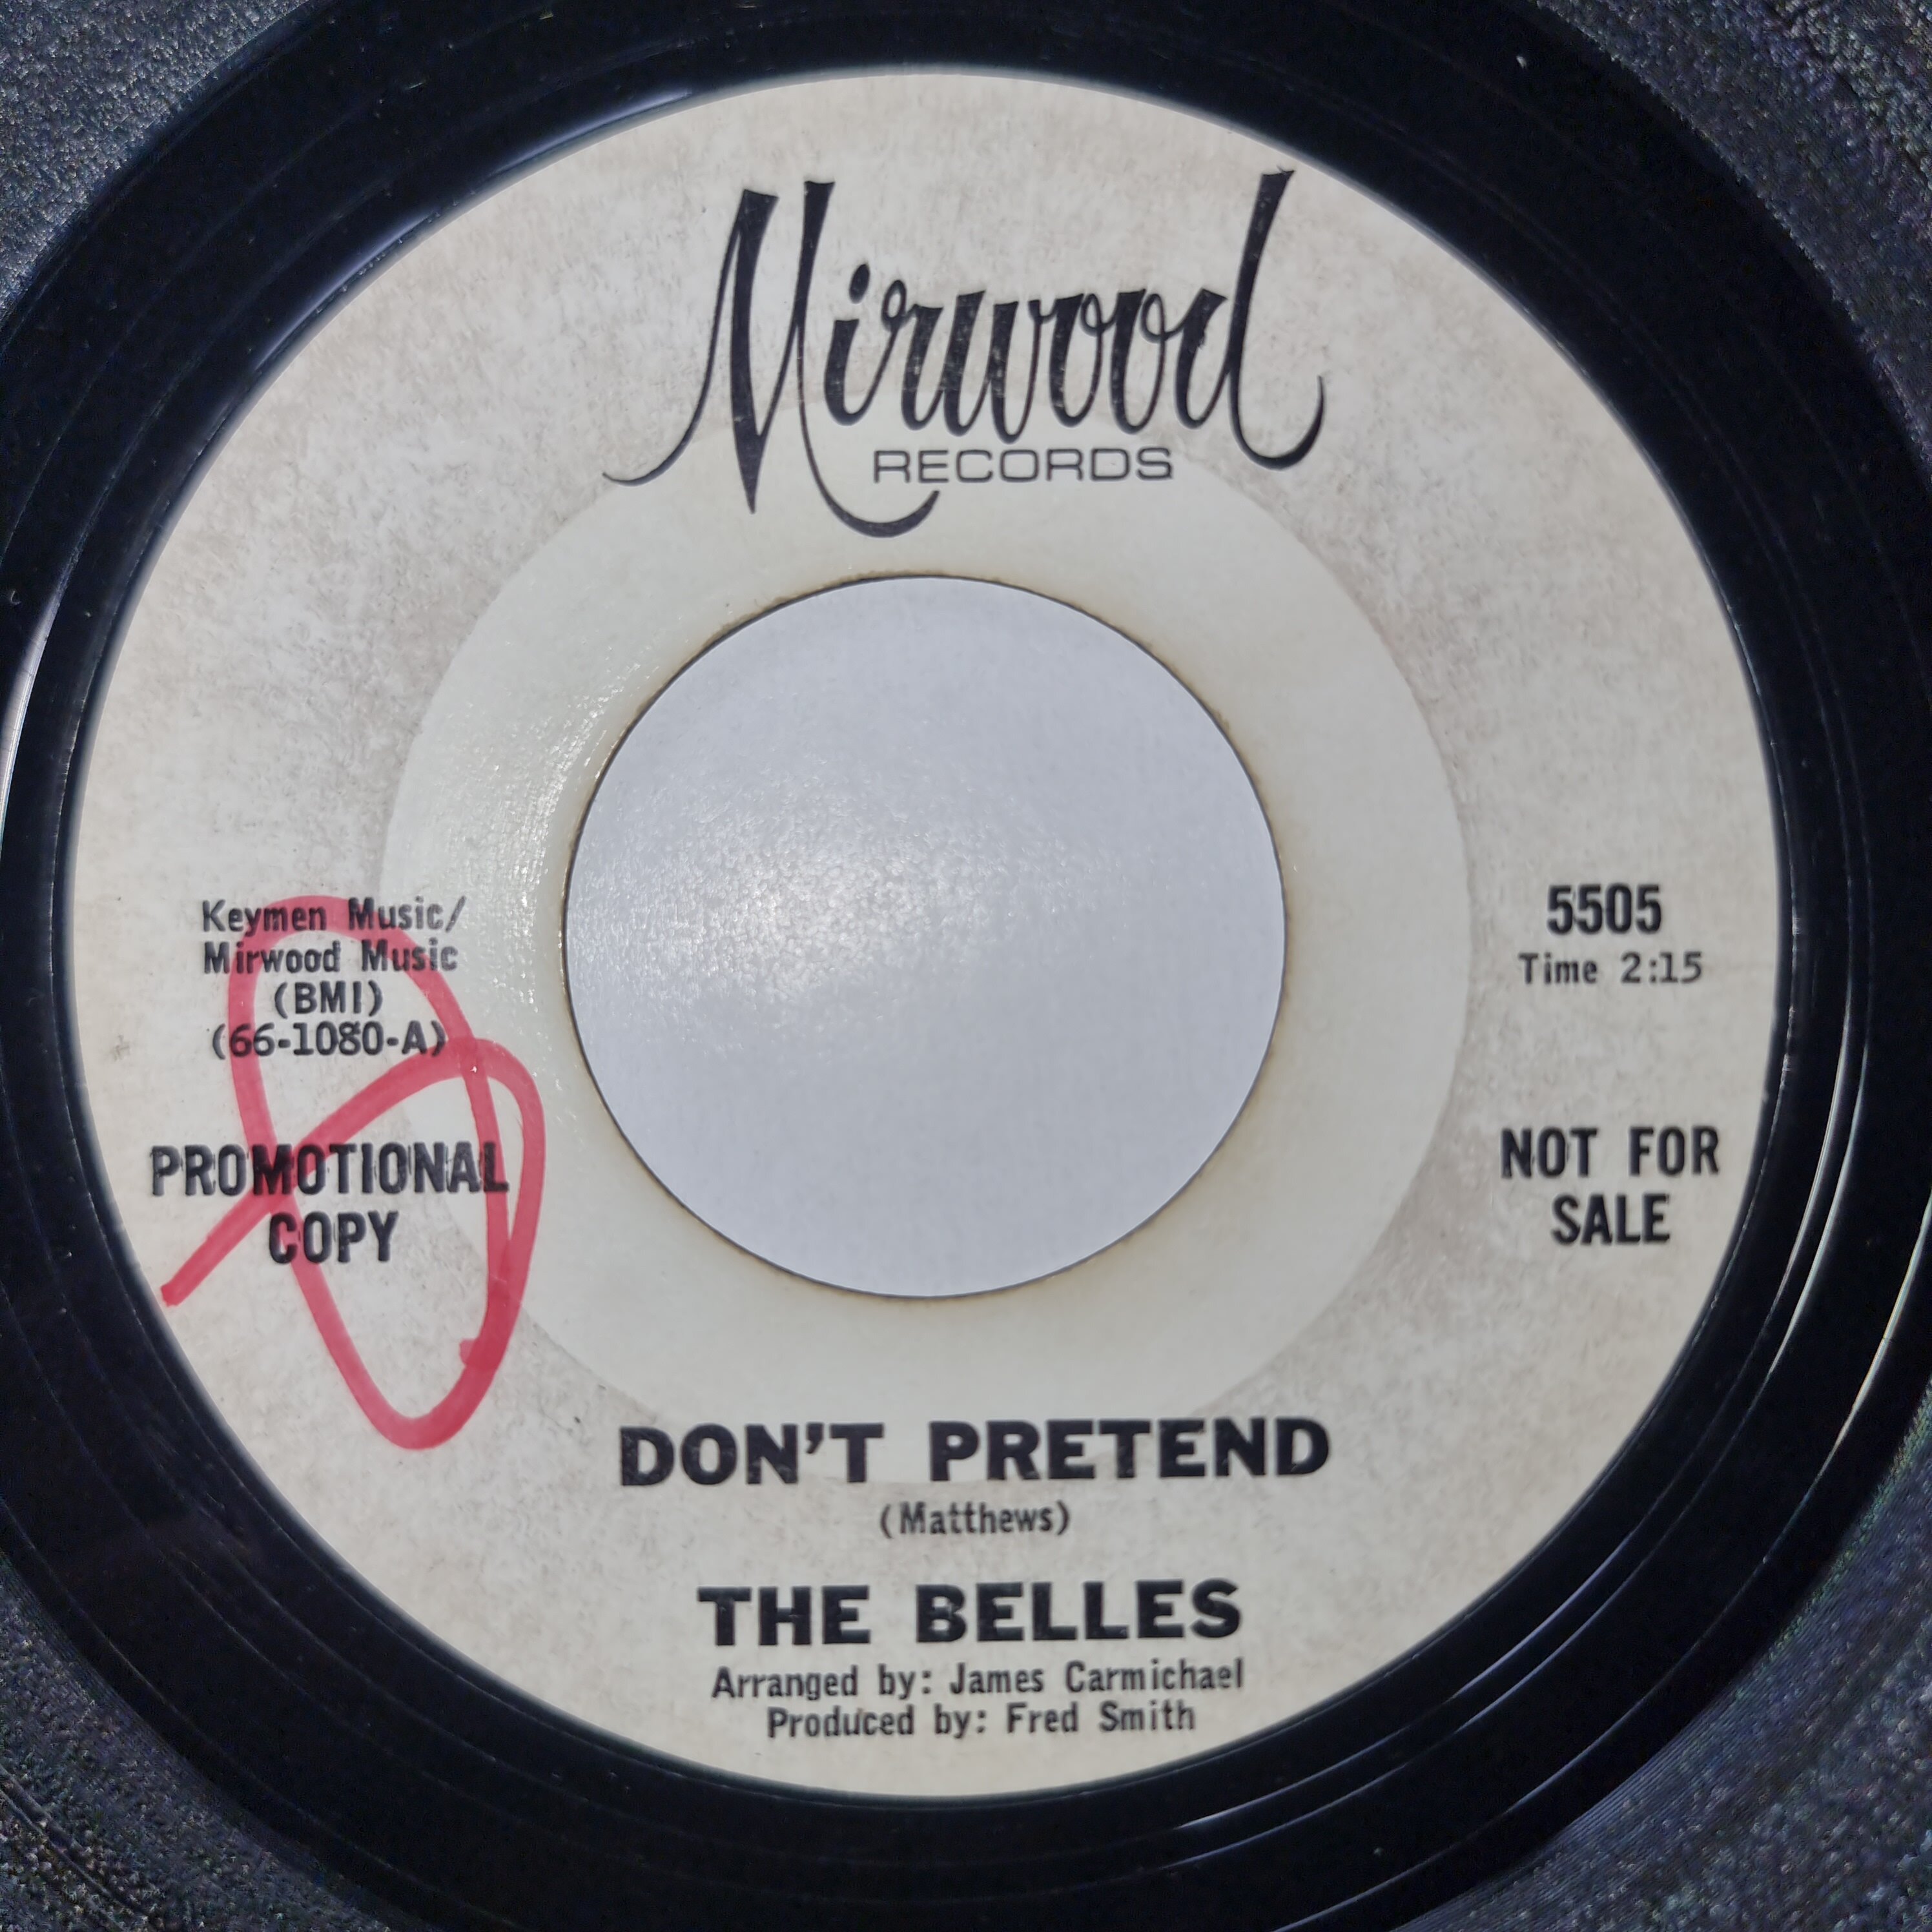 Mirwood
RECORDS
Keymen Music/
Mirwood Music
(BMI)
(66-1080-A)
PROMOTIONAL
COPY
5505
Time 2:15
NOT FOR
SALE
DON'T PRETEND
(Matthews)
THE BELLES
Arranged by: James Carmichael
Produced by: Fred Smith